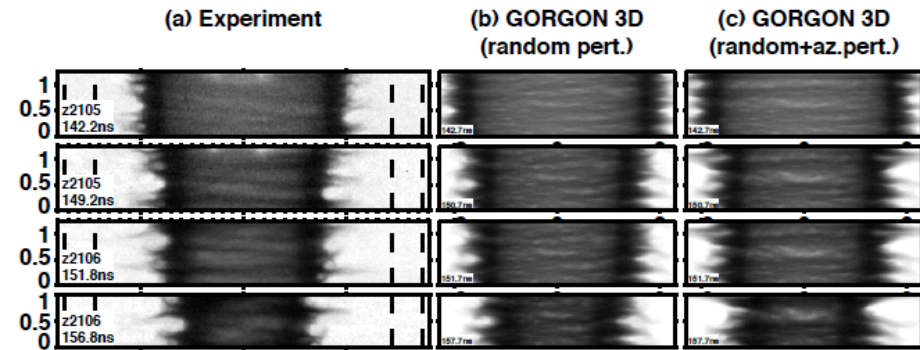 (a) Experiment
(b) GORGON 3D
(random pert.)
(c) GORGON 3D
(random+az.pert.)
1
0.5
0
z2105
142.2ns
142.7ns
142.7ns
1
0.5
0
z2105
149.2ns
150.7ns
150.7ns
1
0.5
0
z2106
151.8ns
151.7ns
151.7ns
1
0.5
0
z2106
156.8ns
157.7ns
157.7ns